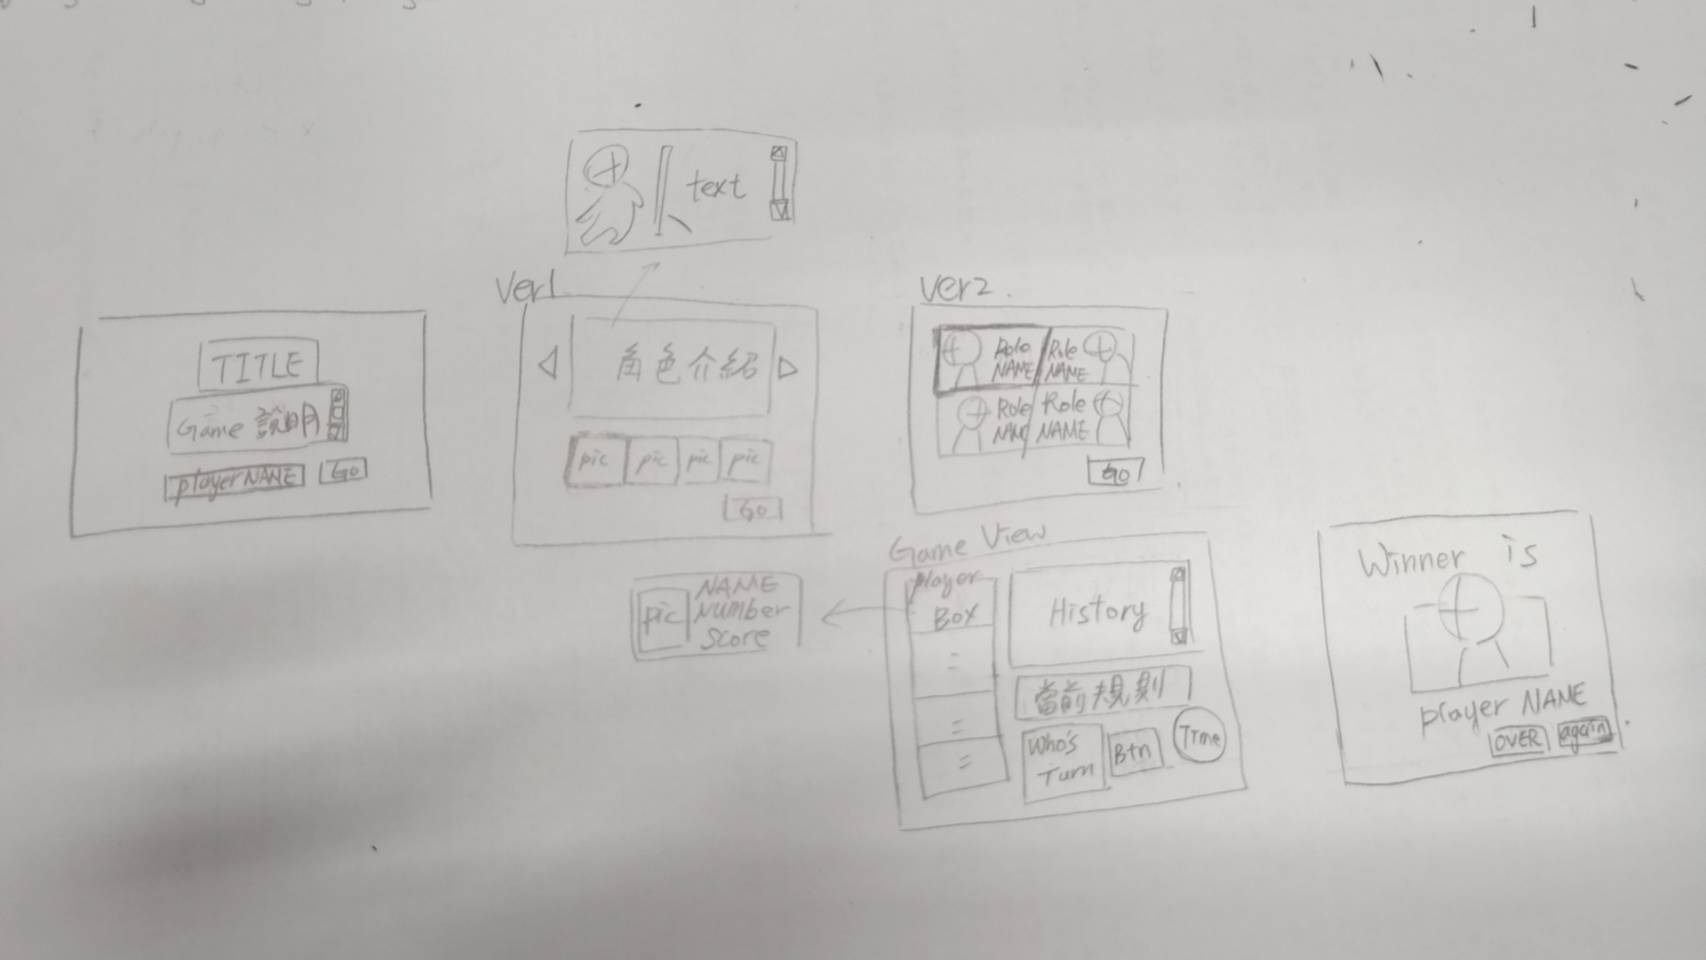 TITLE
Game 說明
playerNAME
Go
text
Ver1
角色介紹
pic pic pic pic
Go
Ver2
Role NAME
Role NAME
Role NAME
Role NAME
Go
Game View
player BOX
=
=
=
History
當前規則
Who's Turn
Btn
Time
pic
NAME
Number
Score
Winner is
player NAME
OVER
again